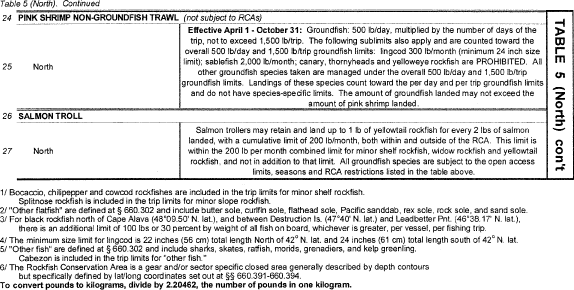 Table 5 (North). Continued
24 PINK SHRIMP NON-GROUNDFISH TRAWL (not subject to RCAs)
25 North
Effective April 1 - October 31: Groundfish: 500 lb/day, multiplied by the number of days of the
trip, not to exceed 1,500 lb/trip. The following sublimits also apply and are counted toward the
overall 500 lb/day and 1,500 lb/trip groundfish limits: lingcod 300 lb/month (minimum 24 inch size
limit); sablefish 2,000 lb/month; canary, thornyheads and yelloweye rockfish are PROHIBITED. All
other groundfish species taken are managed under the overall 500 lb/day and 1,500 lb/trip
groundfish limits. Landings of these species count toward the per day and per trip groundfish limits
and do not have species-specific limits. The amount of groundfish landed may not exceed the
amount of pink shrimp landed.
26 SALMON TROLL
27 North
Salmon trollers may retain and land up to 1 lb of yellowtail rockfish for every 2 lbs of salmon
landed, with a cumulative limit of 200 lb/month, both within and outside of the RCA. This limit is
within the 200 lb per month combined limit for minor shelf rockfish, widow rockfish and yellowtail
rockfish, and not in addition to that limit. All groundfish species are subject to the open access
limits, seasons and RCA restrictions listed in the table above.
TABLE 5 (North) con't
1/ Bocaccio, chilipepper and cowcod rockfishes are included in the trip limits for minor shelf rockfish.
Splitnose rockfish is included in the trip limits for minor slope rockfish.
2/ "Other flatfish" are defined at § 660.302 and include butter sole, curlfin sole, flathead sole, Pacific sanddab, rex sole, rock sole, and sand sole.
3/ For black rockfish north of Cape Alava (48°09.50' N. lat.), and between Destruction Is. (47°40' N. lat.) and Leadbetter Pnt. (46°38.17' N. lat.),
there is an additional limit of 100 lbs or 30 percent by weight of all fish on board, whichever is greater, per vessel, per fishing trip.
4/ The minimum size limit for lingcod is 22 inches (56 cm) total length North of 42° N. lat. and 24 inches (61 cm) total length south of 42° N. lat.
5/ "Other fish" are defined at § 660.302 and include sharks, skates, ratfish, morids, grenadiers, and kelp greenling.
Cabezon is included in the trip limits for "other fish."
6/ The Rockfish Conservation Area is a gear and/or sector specific closed area generally described by depth contours
but specifically defined by lat/long coordinates set out at §§ 660.391-660.394.
To convert pounds to kilograms, divide by 2.20462, the number of pounds in one kilogram.